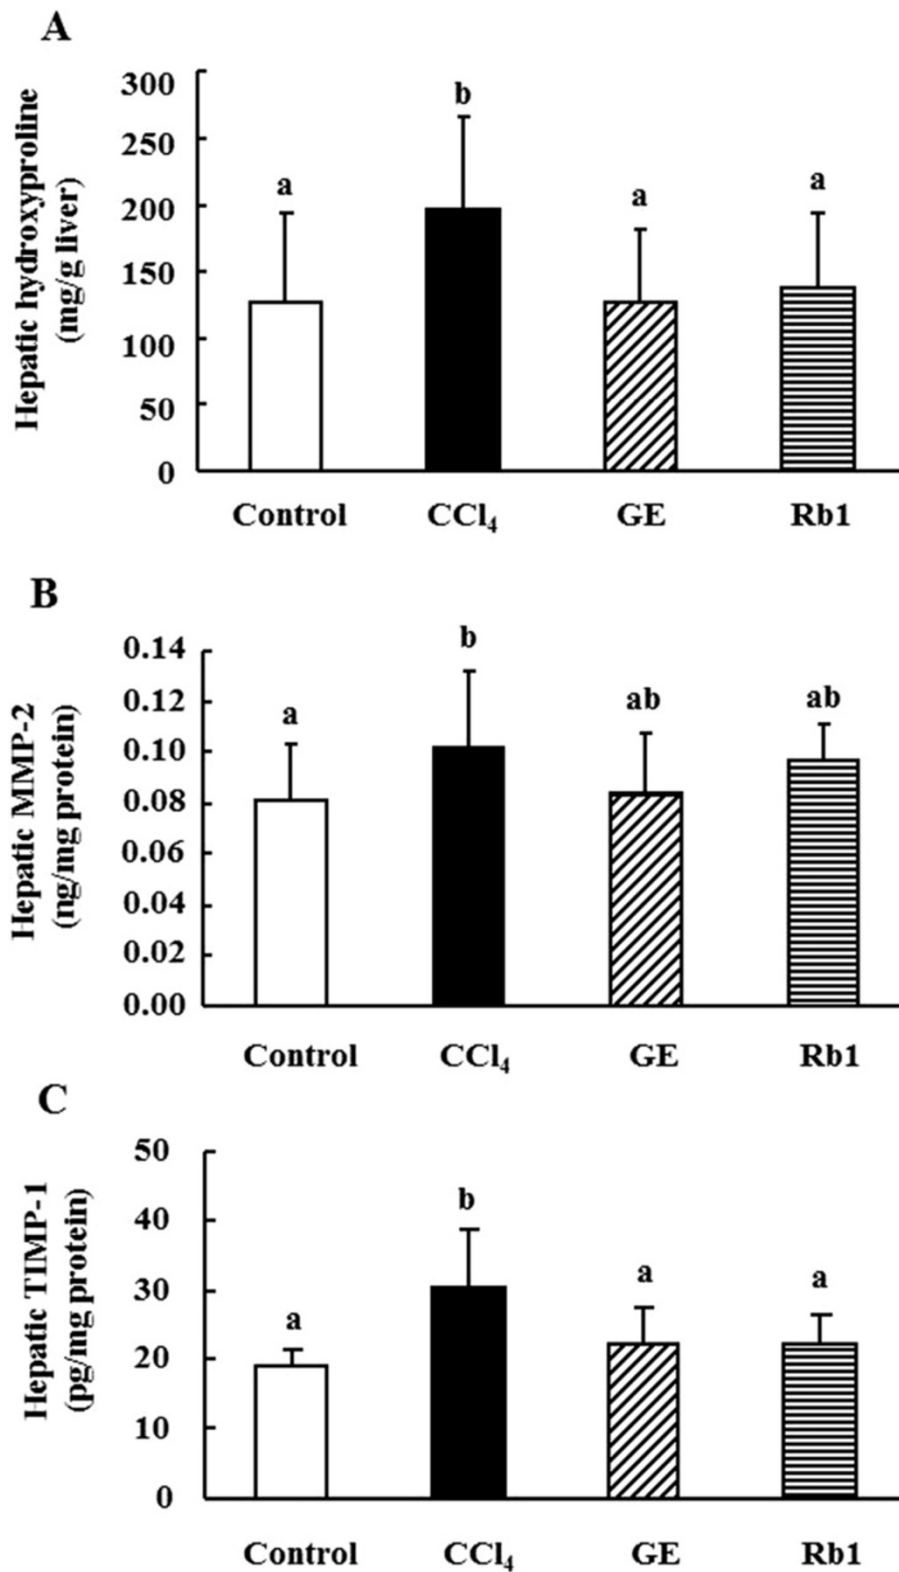 A
Hepatic hydroxyproline
(mg/g liver)
300
250
200
150
100
50
0
a
b
a
a
Control
CCl₄
GE
Rb1
B
Hepatic MMP-2
(ng/mg protein)
0.14
0.12
0.10
0.08
0.06
0.04
0.02
0.00
a
b
ab
ab
Control
CCl₄
GE
Rb1
C
Hepatic TIMP-1
(pg/mg protein)
50
40
30
20
10
0
a
b
a
a
Control
CCl₄
GE
Rb1